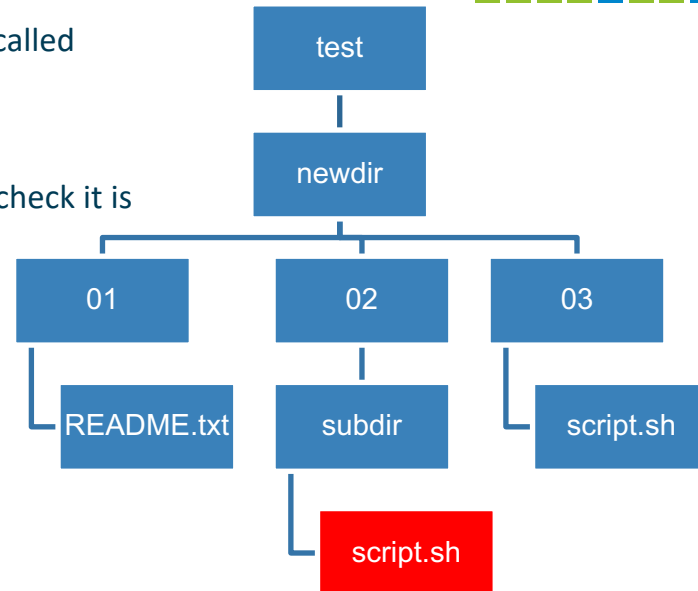 called
test
newdir
check it is
01
02
03
README.txt
subdir
script.sh
script.sh